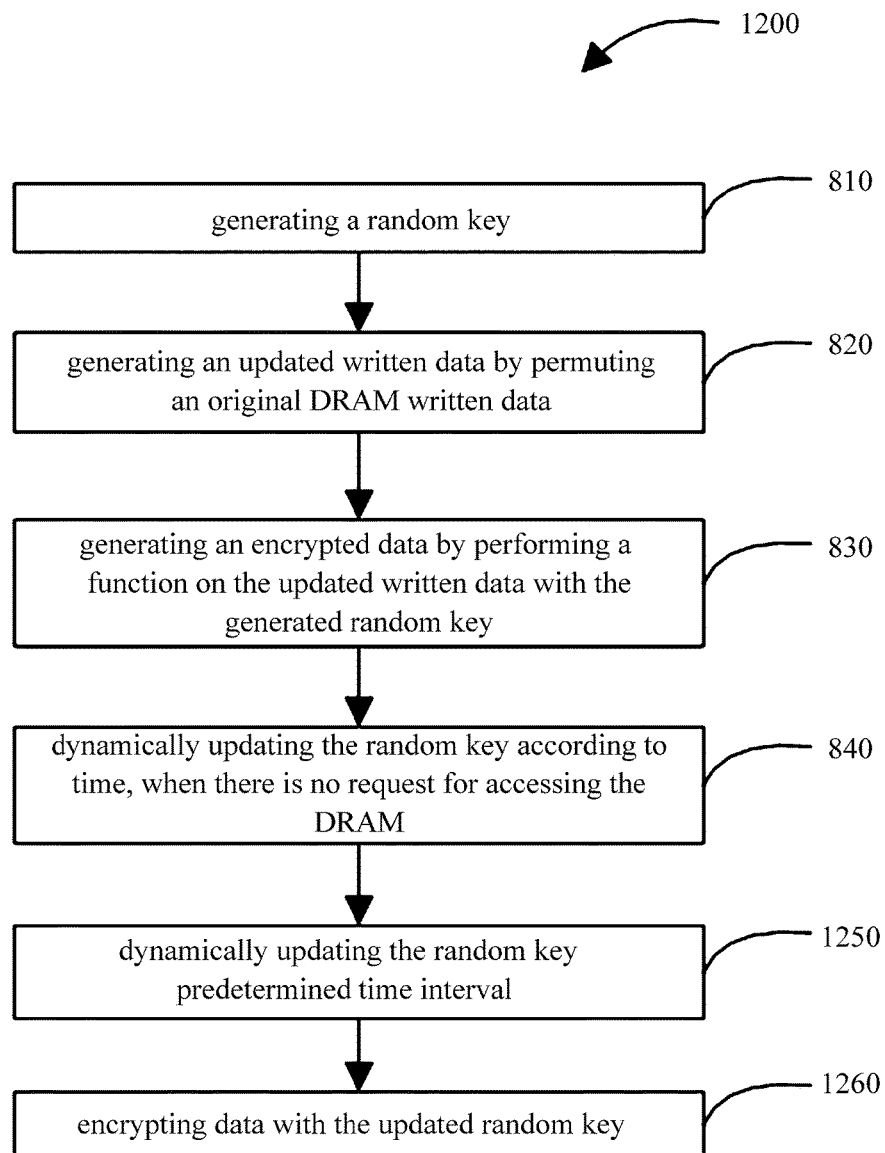 1200
generating a random key
810
generating an updated written data by permuting
an original DRAM written data
820
generating an encrypted data by performing a
function on the updated written data with the
generated random key
830
dynamically updating the random key according to
time, when there is no request for accessing the
DRAM
840
dynamically updating the random key
predetermined time interval
1250
encrypting data with the updated random key
1260